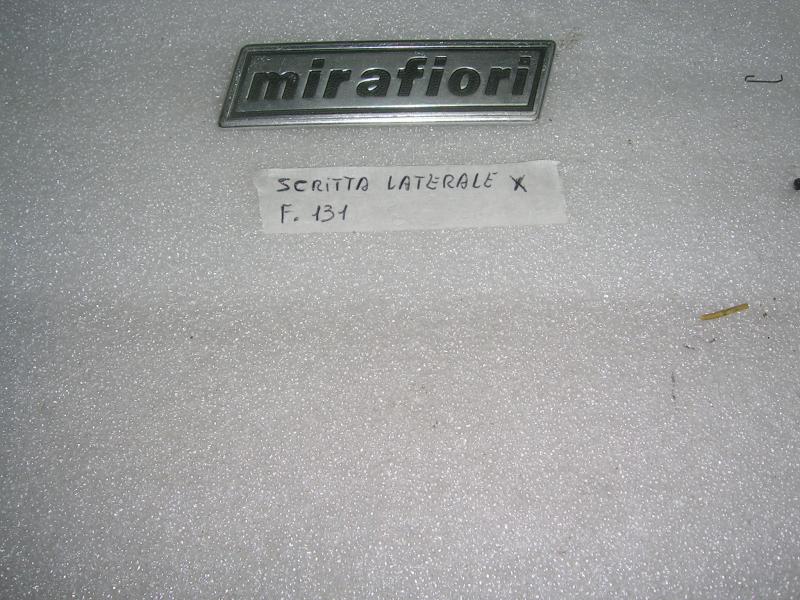 mirafiori
SCRITTA LATERALE X
F. 131